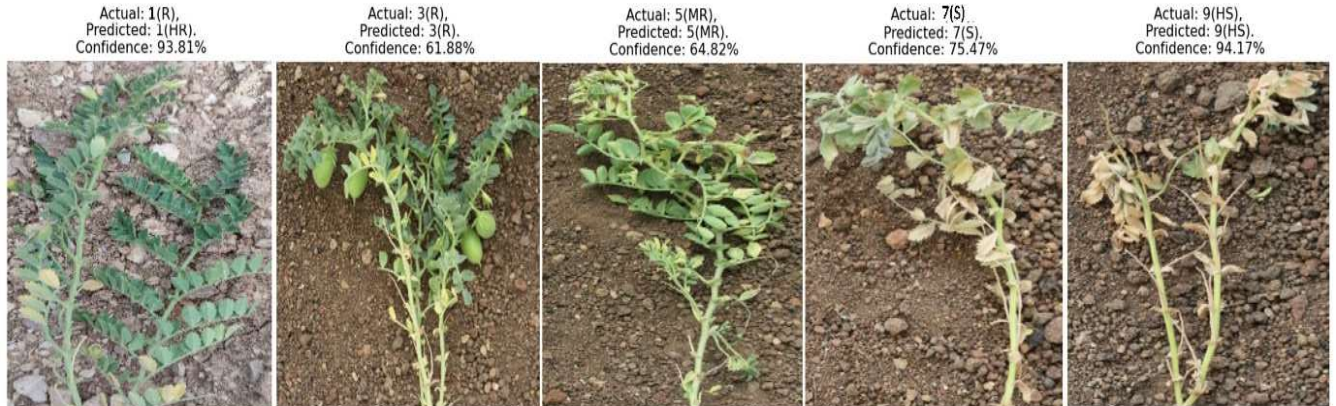 Actual: 1(R),
Predicted: 1(HR).
Confidence: 93.81%
Actual: 3(R),
Predicted: 3(R).
Confidence: 61.88%
Actual: 5(MR),
Predicted: 5(MR).
Confidence: 64.82%
Actual: 7(S)
Predicted: 7(S).
Confidence: 75.47%
Actual: 9(HS),
Predicted: 9(HS).
Confidence: 94.17%